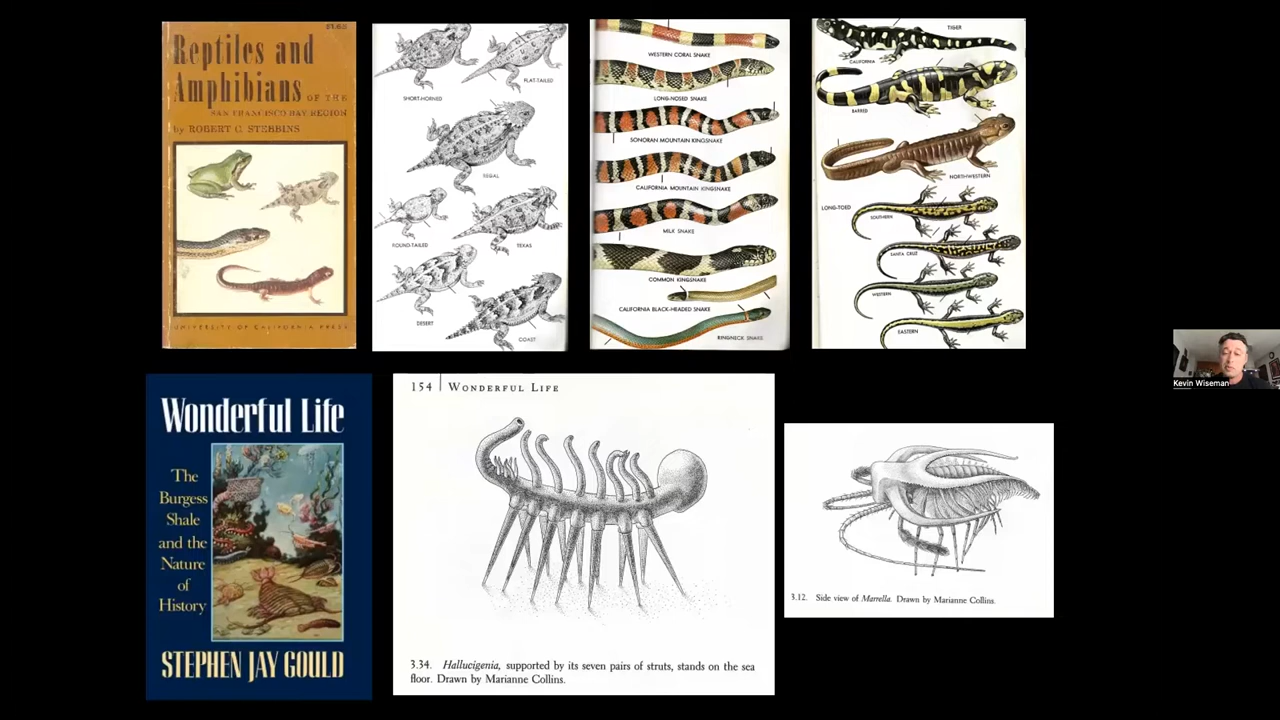 $1.65
Reptiles and
Amphibians OF THE
SAN FRANCISCO BAY REGION
by ROBERT C. STEBBINS
UNIVERSITY OF CALIFORNIA PRESS
SHORT-HORNED
FLAT-TAILED
REGAL
ROUND-TAILED
TEXAS
DESERT
COAST
WESTERN CORAL SNAKE
LONG-NOSED SNAKE
SONORAN MOUNTAIN KINGSNAKE
CALIFORNIA MOUNTAIN KINGSNAKE
MILK SNAKE
COMMON KINGSNAKE
CALIFORNIA BLACK-HEADED SNAKE
RINGNECK SNAKE
TIGER
CALIFORNIA
BARRED
NORTHWESTERN
LONG-TOED
SOUTHERN
SANTA CRUZ
WESTERN
EASTERN
Kevin Wiseman
Wonderful Life
The
Burgess
Shale
and the
Nature
of
History
STEPHEN JAY GOULD
154 | WONDERFUL LIFE
3.34. Hallucigenia, supported by its seven pairs of struts, stands on the sea
floor. Drawn by Marianne Collins.
3.12. Side view of Marrella. Drawn by Marianne Collins.